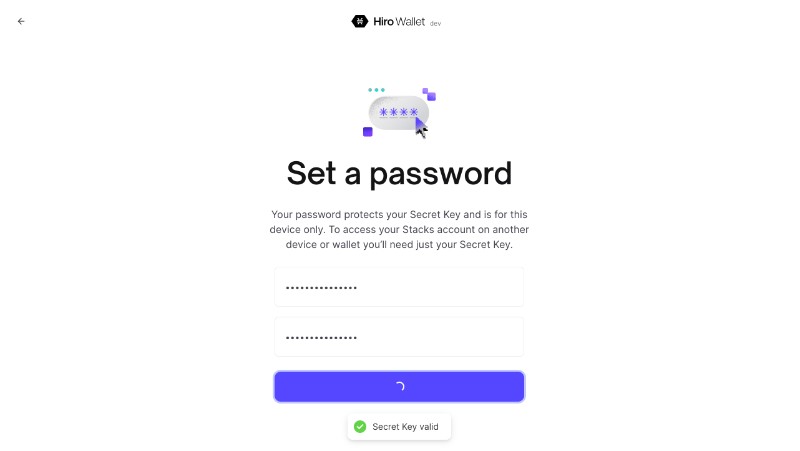 Hiro Wallet dev
Set a password
Your password protects your Secret Key and is for this
device only. To access your Stacks account on another
device or wallet you’ll need just your Secret Key.
Secret Key valid